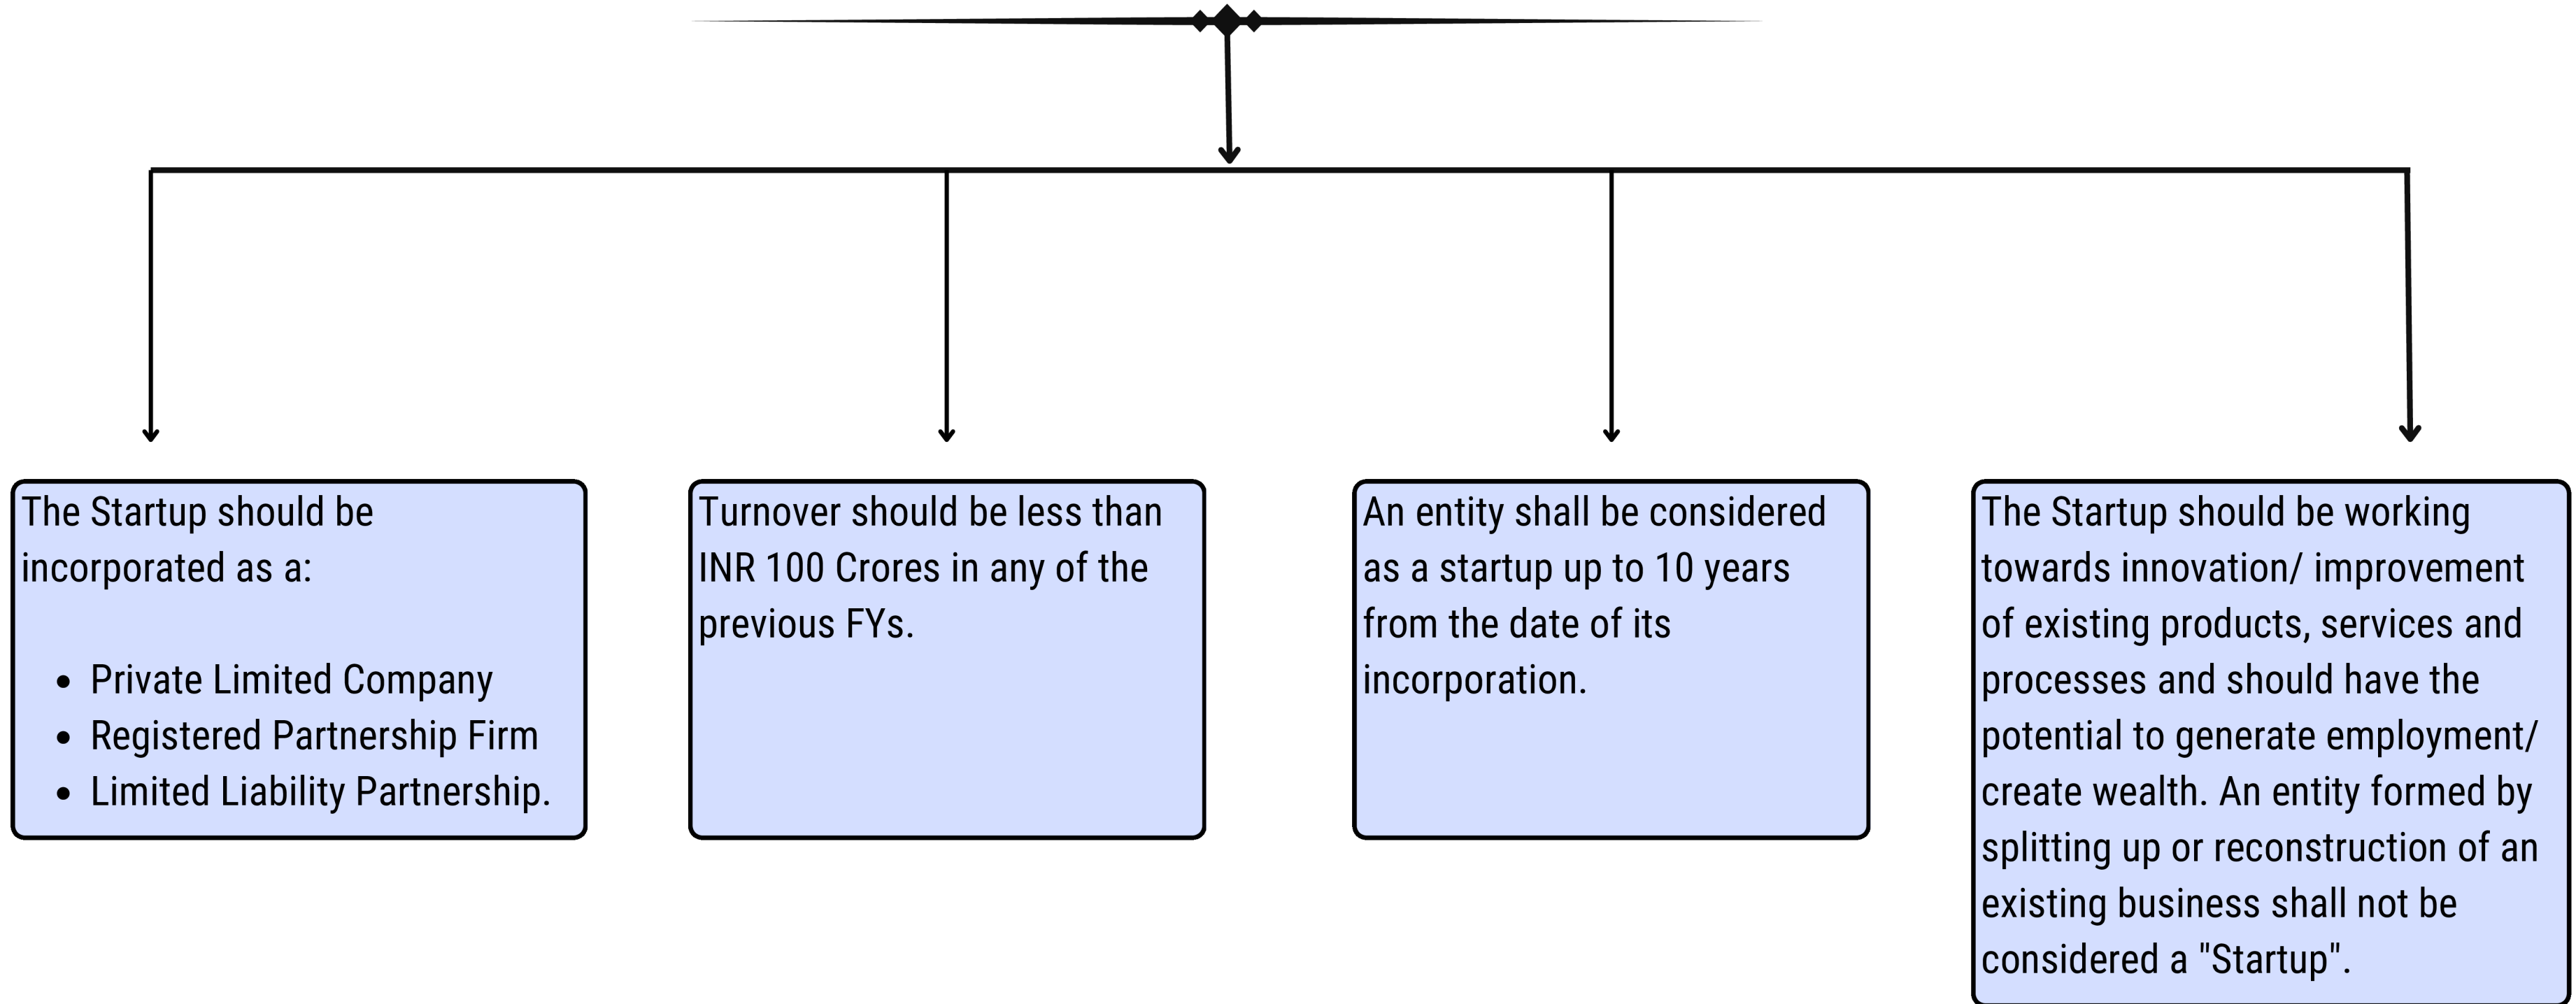 The Startup should be
incorporated as a:
• Private Limited Company
• Registered Partnership Firm
• Limited Liability Partnership.
Turnover should be less than
INR 100 Crores in any of the
previous FYs.
An entity shall be considered
as a startup up to 10 years
from the date of its
incorporation.
The Startup should be working
towards innovation/ improvement
of existing products, services and
processes and should have the
potential to generate employment/
create wealth. An entity formed by
splitting up or reconstruction of an
existing business shall not be
considered a "Startup".